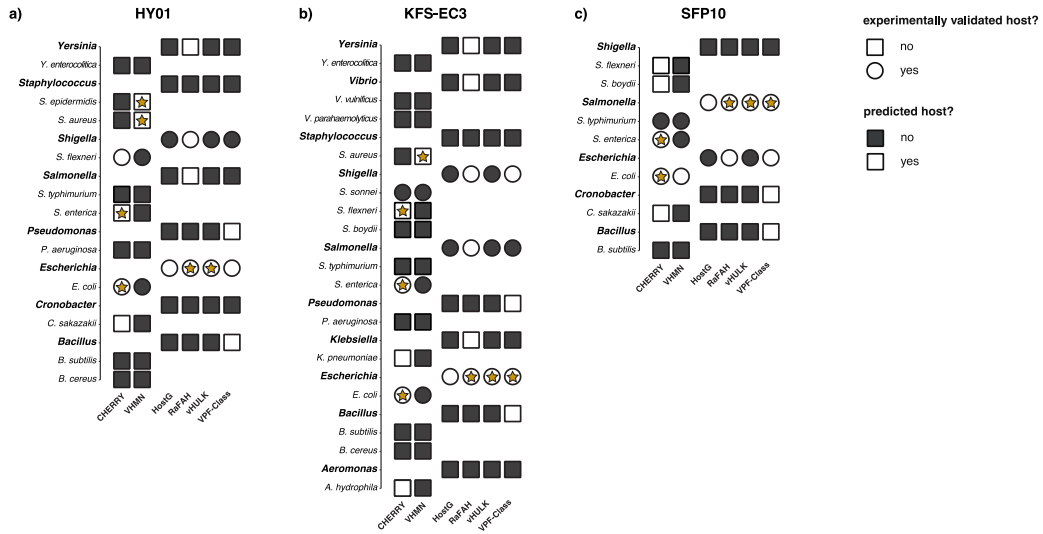 a) HY01
Yersinia
Y. enterocolitica
Staphylococcus
S. epidermidis
S. aureus
Shigella
S. flexneri
Salmonella
S. typhimurium
S. enterica
Pseudomonas
P. aeruginosa
Escherichia
E. coli
Cronobacter
C. sakazakii
Bacillus
B. subtilis
B. cereus
CHERRY VHMN HostG RaFAH vHULK VPF-Class
b) KFS-EC3
Yersinia
Y. enterocolitica
Vibrio
V. vulnificus
V. parahaemolyticus
Staphylococcus
S. aureus
Shigella
S. sonnei
S. flexneri
S. boydii
Salmonella
S. typhimurium
S. enterica
Pseudomonas
P. aeruginosa
Klebsiella
K. pneumoniae
Escherichia
E. coli
Bacillus
B. subtilis
B. cereus
Aeromonas
A. hydrophila
CHERRY VHMN HostG RaFAH vHULK VPF-Class
c) SFP10
Shigella
S. flexneri
S. boydii
Salmonella
S. typhimurium
S. enterica
Escherichia
E. coli
Cronobacter
C. sakazakii
Bacillus
B. subtilis
CHERRY VHMN HostG RaFAH vHULK VPF-Class
experimentally validated host?
no
yes
predicted host?
no
yes